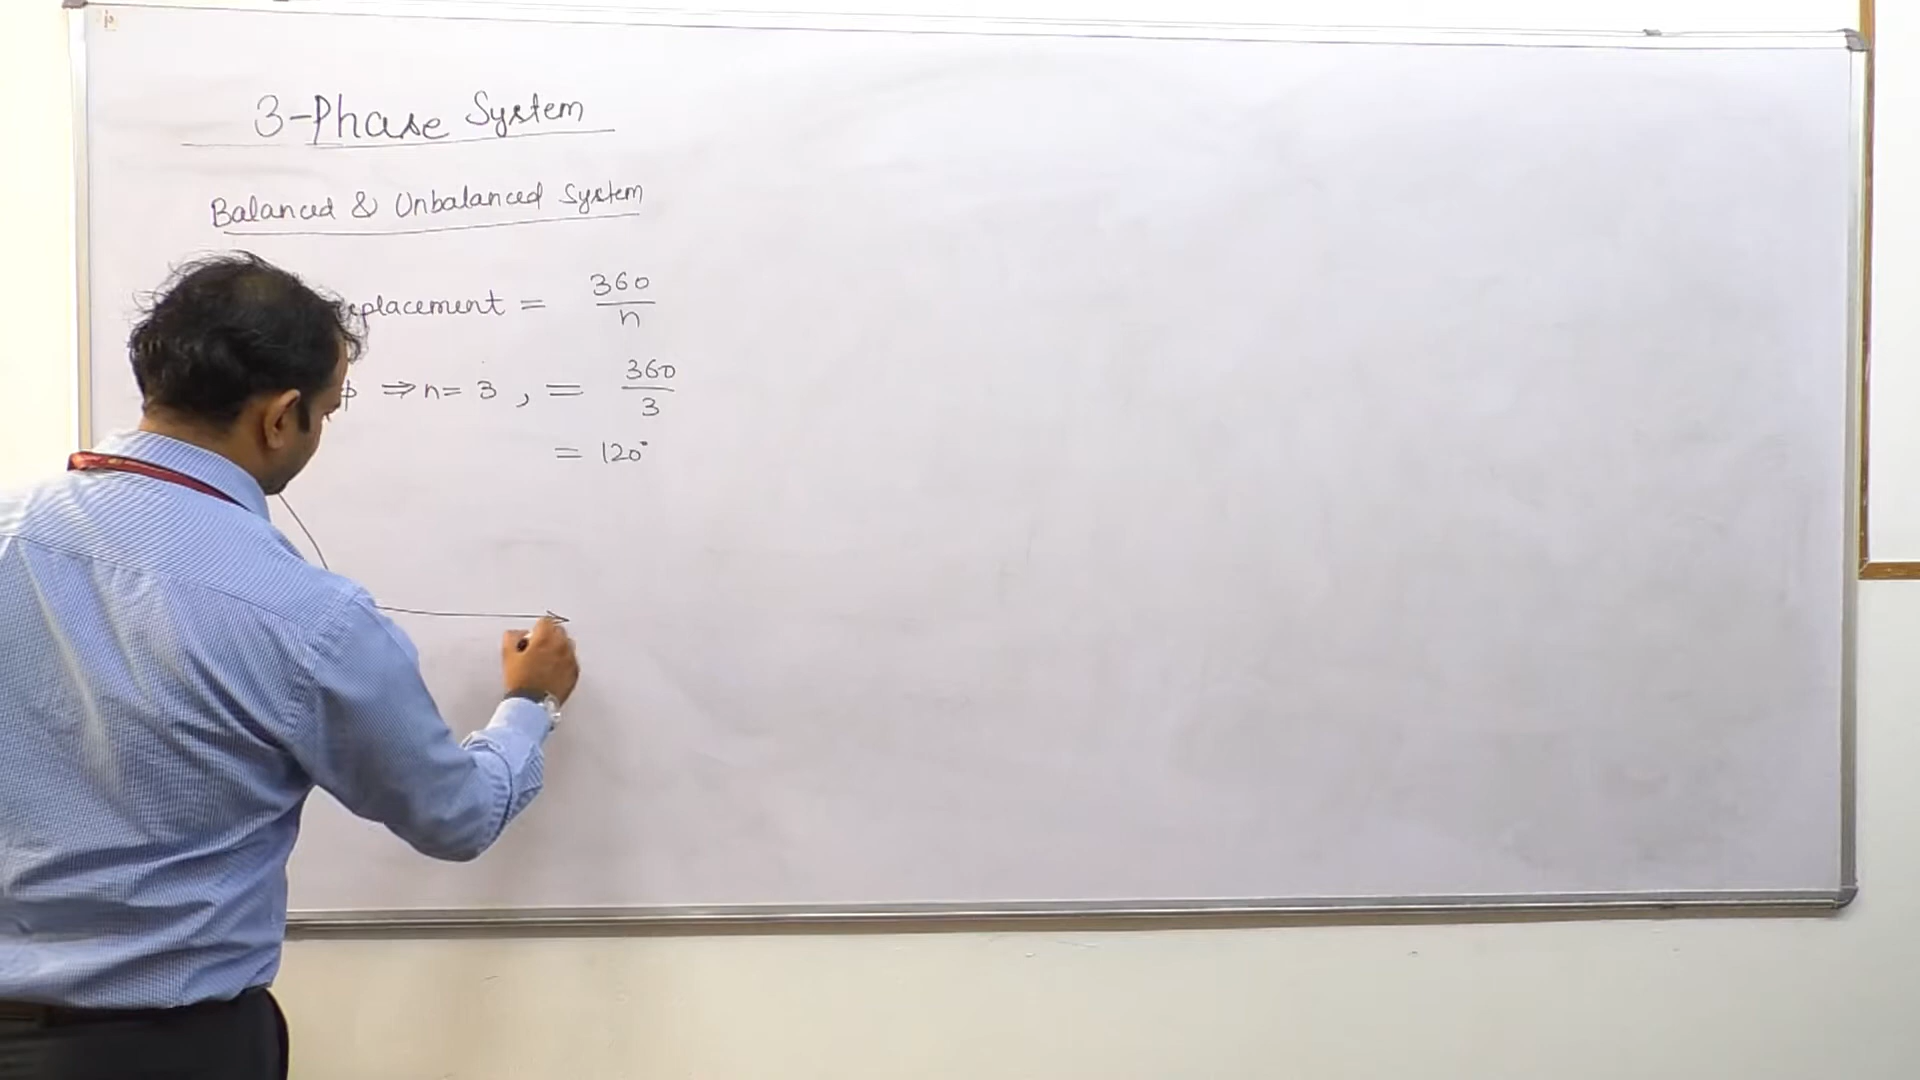 3-Phase System
Balanced & Unbalanced System
placement = 360/n
ϕ ⇒ n= 3 , = 360/3
= 120°